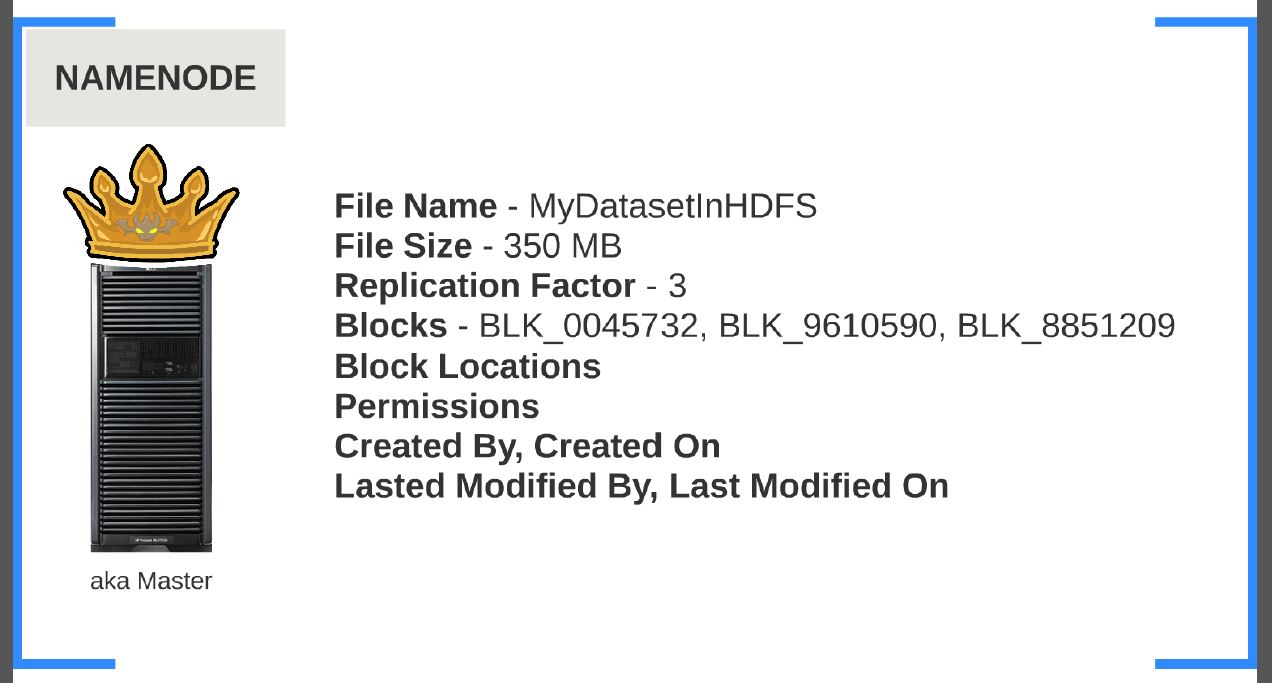 NAMENODE
File Name - MyDatasetInHDFS
File Size - 350 MB
Replication Factor - 3
Blocks - BLK_0045732, BLK_9610590, BLK_8851209
Block Locations
Permissions
Created By, Created On
Lasted Modified By, Last Modified On
aka Master